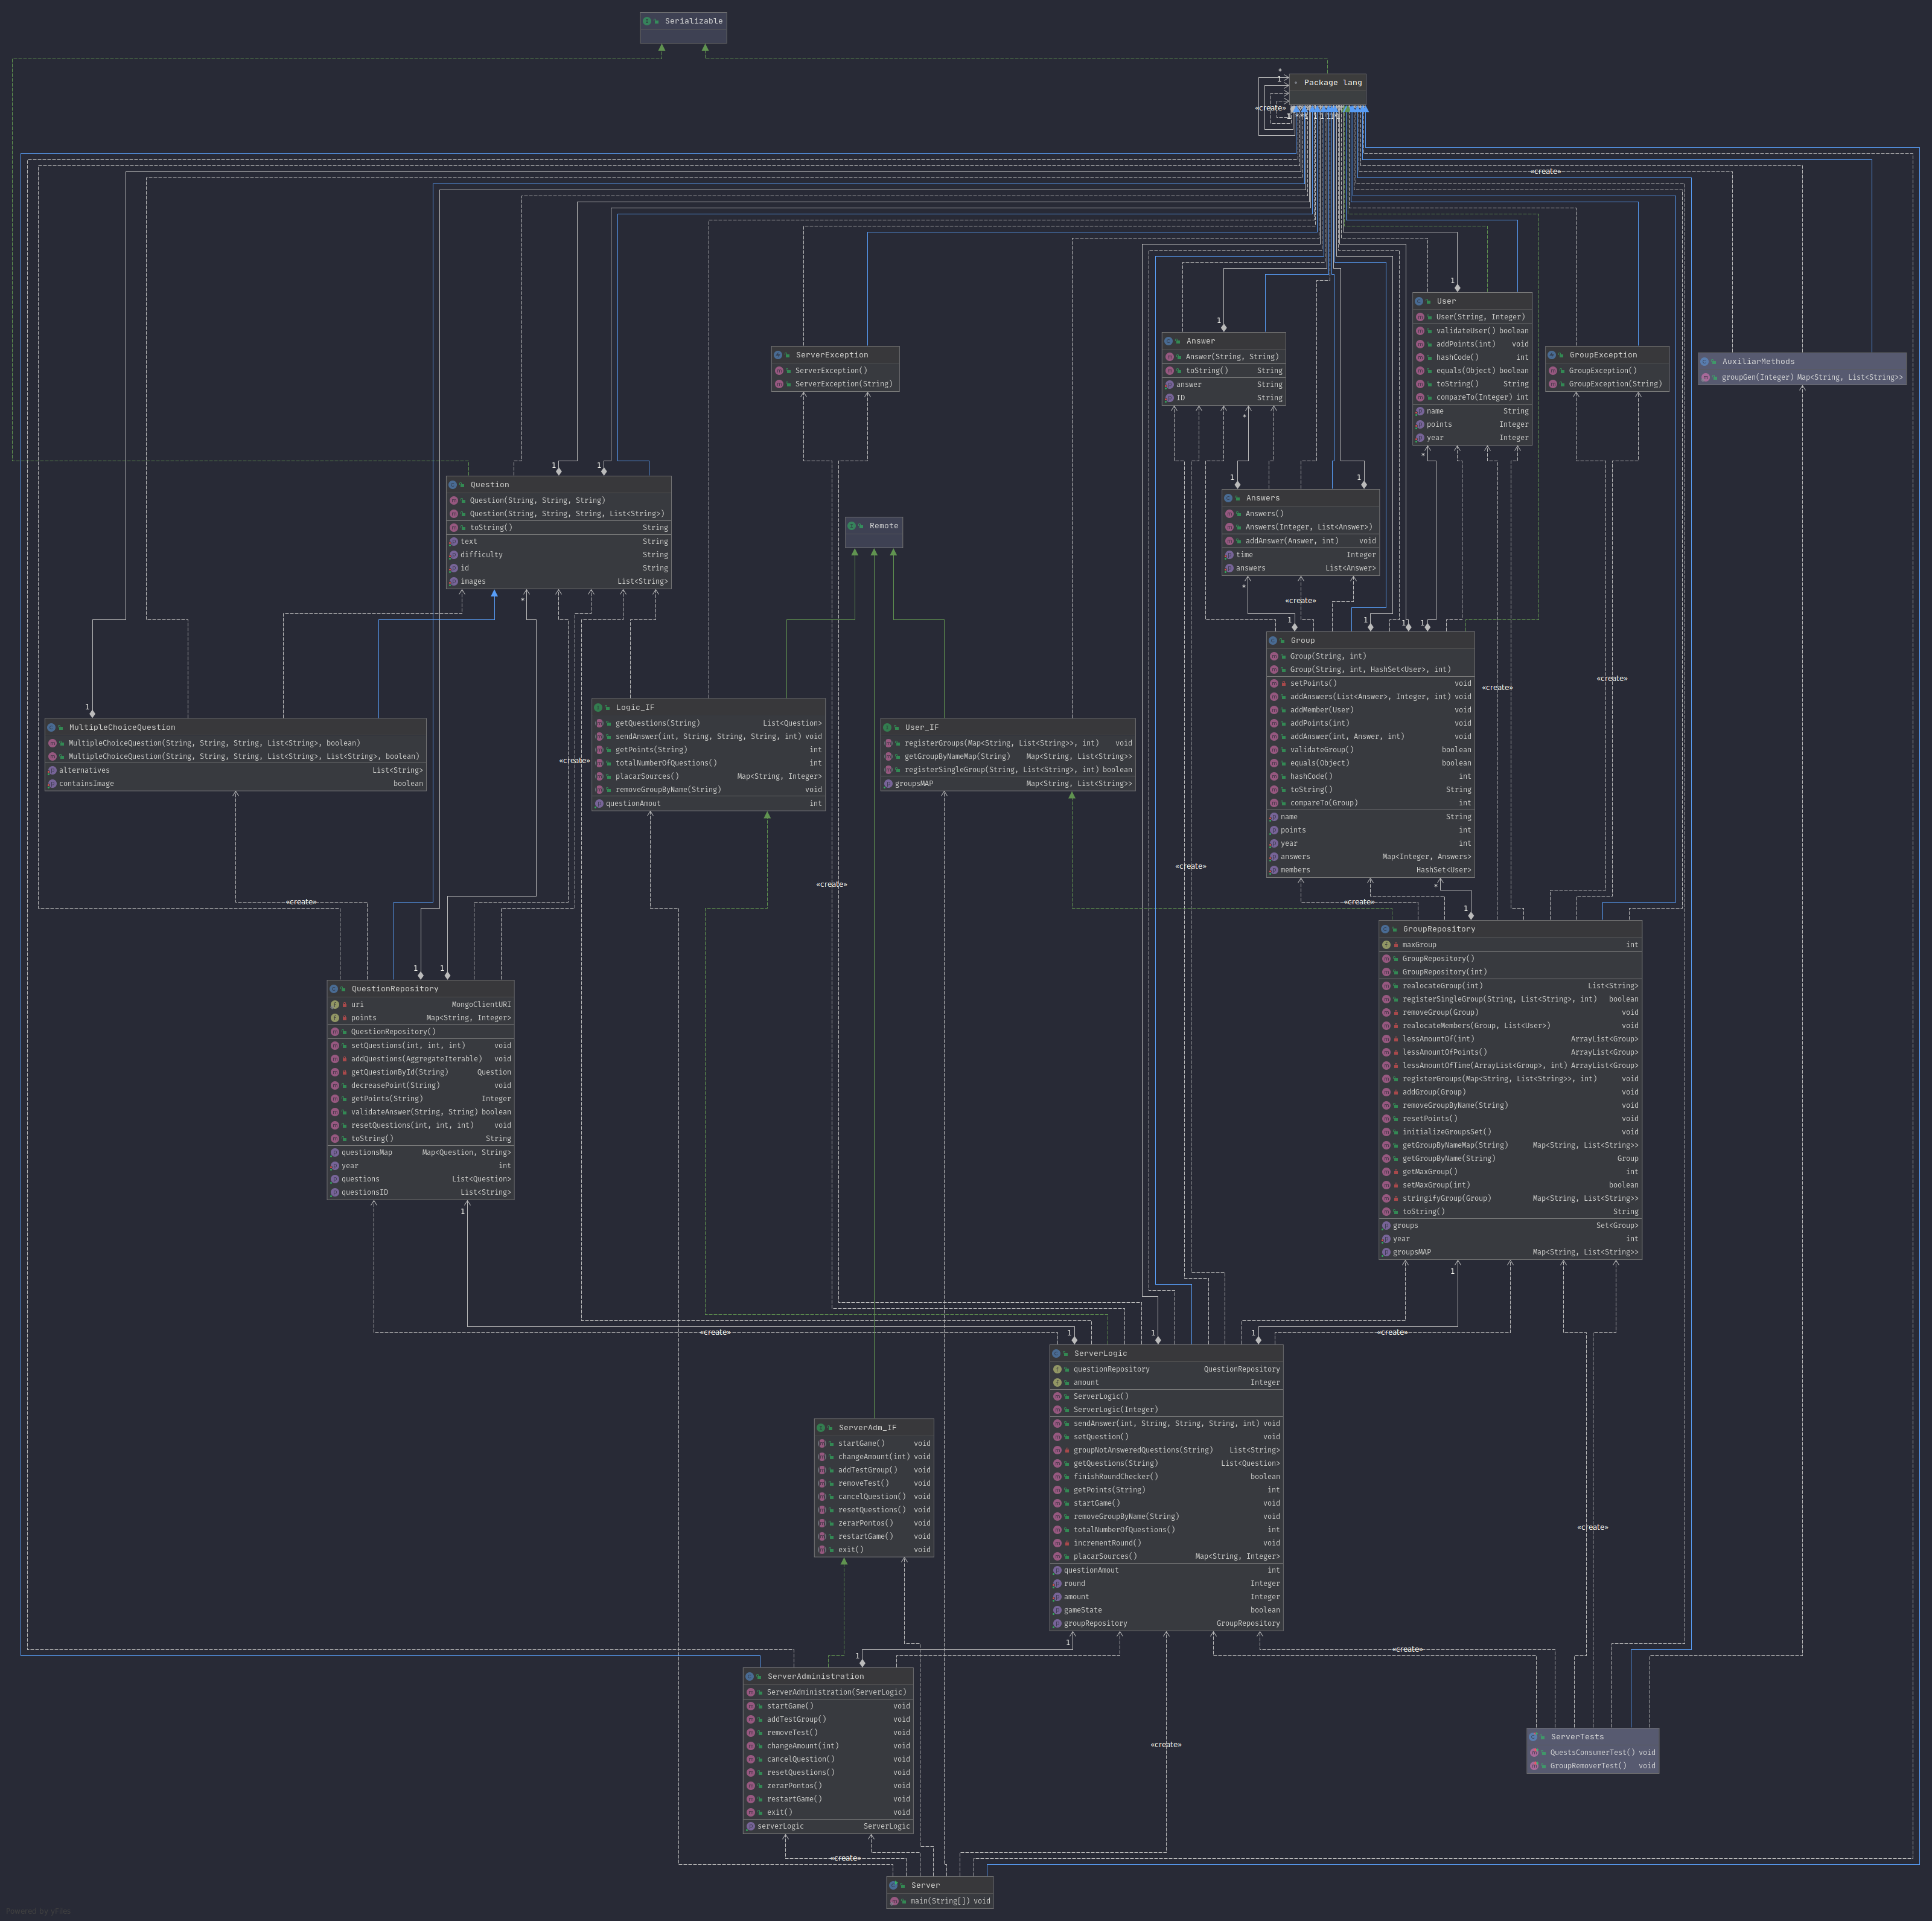 Serializable
Package lang
*
1
«create»
«create»
User
User(String, Integer)
validateUser() boolean
addPoints(int) void
hashCode() int
equals(Object) boolean
toString() String
compareTo(Integer) int
name String
points Integer
year Integer
Answer
Answer(String, String)
toString() String
answer String
ID String
ServerException
ServerException()
ServerException(String)
GroupException
GroupException()
GroupException(String)
AuxiliarMethods
groupGen(Integer) Map<String, List<String>>
Question
Question(String, String, String)
Question(String, String, String, List<String>)
toString() String
text String
difficulty String
id String
images List<String>
Answers
Answers()
Answers(Integer, List<Answer>)
addAnswer(Answer, int) void
time Integer
answers List<Answer>
Remote
«create»
Group
Group(String, int)
Group(String, int, HashSet<User>, int)
setPoints() void
addAnswers(List<Answer>, Integer, int) void
addMember(User) void
addPoints(int) void
addAnswer(int, Answer, int) void
validateGroup() boolean
equals(Object) boolean
hashCode() int
toString() String
compareTo(Group) int
name String
points int
year int
answers Map<Integer, Answers>
members HashSet<User>
«create»
«create»
MultipleChoiceQuestion
MultipleChoiceQuestion(String, String, String, List<String>, boolean)
MultipleChoiceQuestion(String, String, String, List<String>, List<String>, boolean)
alternatives List<String>
containsImage boolean
«create»
Logic_IF
getQuestions(String) List<Question>
sendAnswer(int, String, String, String, int) void
getPoints(String) int
totalNumberOfQuestions() int
placarSources() Map<String, Integer>
removeGroupByName(String) void
questionAmout int
User_IF
registerGroups(Map<String, List<String>>, int) void
getGroupByNameMap(String) Map<String, List<String>>
registerSingleGroup(String, List<String>, int) boolean
groupsMAP Map<String, List<String>>
«create»
«create»
«create»
«create»
GroupRepository
maxGroup int
GroupRepository()
GroupRepository(int)
realocateGroup(int) List<String>
registerSingleGroup(String, List<String>, int) boolean
removeGroup(Group) void
realocateMembers(Group, List<User>) void
lessAmountOf(int) ArrayList<Group>
lessAmountOfPoints() ArrayList<Group>
lessAmountOfTime(ArrayList<Group>, int) ArrayList<Group>
registerGroups(Map<String, List<String>>, int) void
addGroup(Group) void
removeGroupByName(String) void
resetPoints() void
initializeGroupsSet() void
getGroupByNameMap(String) Map<String, List<String>>
getGroupByName(String) Group
getMaxGroup() int
setMaxGroup(int) boolean
stringifyGroup(Group) Map<String, List<String>>
toString() String
groups Set<Group>
year int
groupsMAP Map<String, List<String>>
QuestionRepository
uri MongoClientURI
points Map<String, Integer>
QuestionRepository()
setQuestions(int, int, int) void
addQuestions(AggregateIterable) void
getQuestionById(String) Question
decreasePoint(String) void
getPoints(String) Integer
validateAnswer(String, String) boolean
resetQuestions(int, int, int) void
toString() String
questionsMap Map<Question, String>
year int
questions List<Question>
questionsID List<String>
«create»
«create»
ServerLogic
questionRepository QuestionRepository
amount Integer
ServerLogic()
ServerLogic(Integer)
sendAnswer(int, String, String, String, int) void
setQuestion() void
groupNotAnsweredQuestions(String) List<String>
getQuestions(String) List<Question>
finishRoundChecker() boolean
getPoints(String) int
startGame() void
removeGroupByName(String) void
totalNumberOfQuestions() int
incrementRound() void
placarSources() Map<String, Integer>
questionAmout int
round Integer
amount Integer
gameState boolean
groupRepository GroupRepository
ServerAdm_IF
startGame() void
changeAmount(int) void
addTestGroup() void
removeTest() void
cancelQuestion() void
resetQuestions() void
zerarPontos() void
restartGame() void
exit() void
«create»
«create»
ServerAdministration
ServerAdministration(ServerLogic)
startGame() void
addTestGroup() void
removeTest() void
changeAmount(int) void
cancelQuestion() void
resetQuestions() void
zerarPontos() void
restartGame() void
exit() void
serverLogic ServerLogic
ServerTests
QuestsConsumerTest() void
GroupRemoverTest() void
«create»
«create»
Server
main(String[]) void
Powered by yFiles